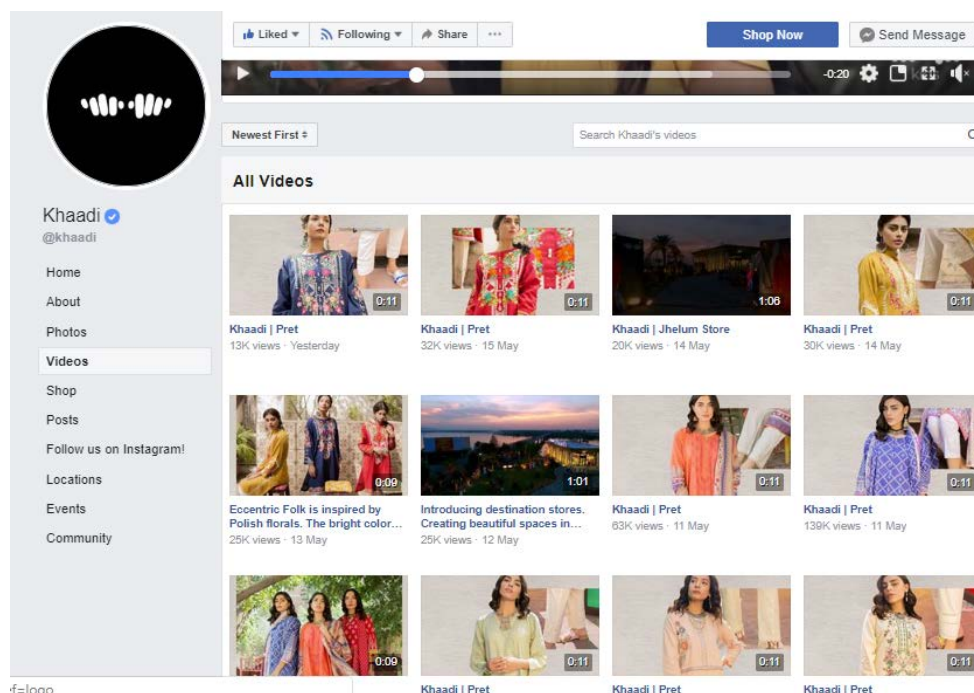 Liked Following Share ...
Shop Now Send Message
-0:20
Newest First
Search Khaadi's videos
All Videos
Khaadi
@khaadi
Home
About
Photos
Videos
Shop
Posts
Follow us on Instagram!
Locations
Events
Community
0:11 0:11 1:06 0:11
Khaadi | Pret Khaadi | Pret Khaadi | Jhelum Store Khaadi | Pret
13K views · Yesterday 32K views · 15 May 20K views · 14 May 30K views · 14 May
0:09 1:01 0:11 0:11
Eccentric Folk is inspired by Introducing destination stores. Khaadi | Pret Khaadi | Pret
Polish florals. The bright color... Creating beautiful spaces in... 63K views · 11 May 139K views · 11 May
25K views · 13 May 25K views · 12 May
0:09 0:11 0:11 0:11
Khaadi | Pret Khaadi | Pret Khaadi | Pret
ef=logo